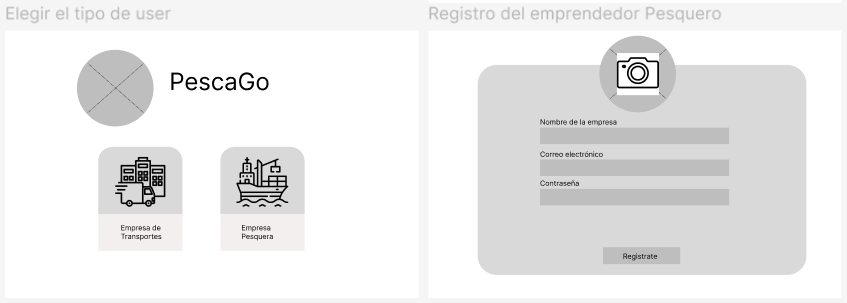 Elegir el tipo de user
PescaGo
Empresa de
Transportes
Empresa
Pesquera
Registro del emprendedor Pesquero
Nombre de la empresa
Correo electrónico
Contraseña
Registrate